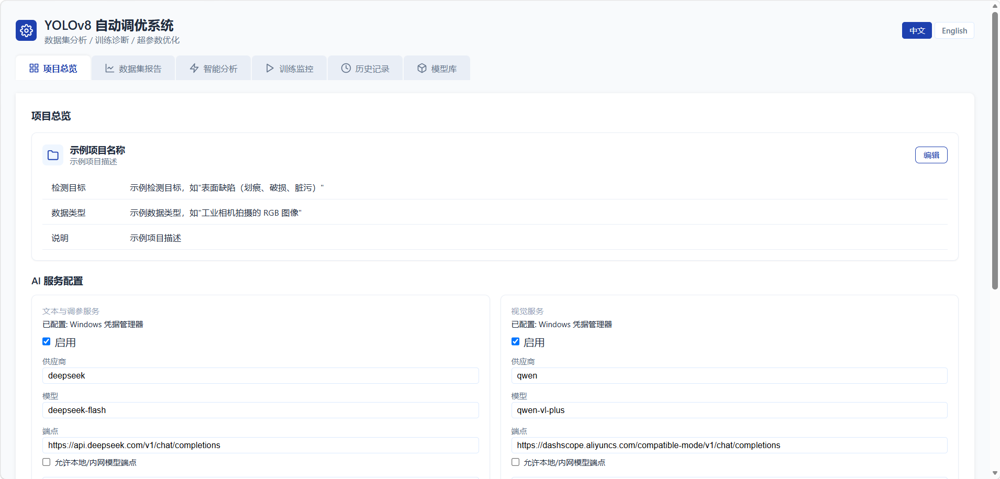 YOLOv8 自动调优系统
数据集分析 / 训练诊断 / 超参数优化
中文
English
项目总览
数据集报告
智能分析
训练监控
历史记录
模型库
项目总览
示例项目名称
示例项目描述
编辑
检测目标 示例检测目标，如"表面缺陷（划痕、破损、脏污）"
数据类型 示例数据类型，如"工业相机拍摄的 RGB 图像"
说明 示例项目描述
AI 服务配置
文本与调参服务
已配置: Windows 凭据管理器
启用
供应商
deepseek
模型
deepseek-flash
端点
https://api.deepseek.com/v1/chat/completions
允许本地/内网模型端点
视觉服务
已配置: Windows 凭据管理器
启用
供应商
qwen
模型
qwen-vl-plus
端点
https://dashscope.aliyuncs.com/compatible-mode/v1/chat/completions
允许本地/内网模型端点